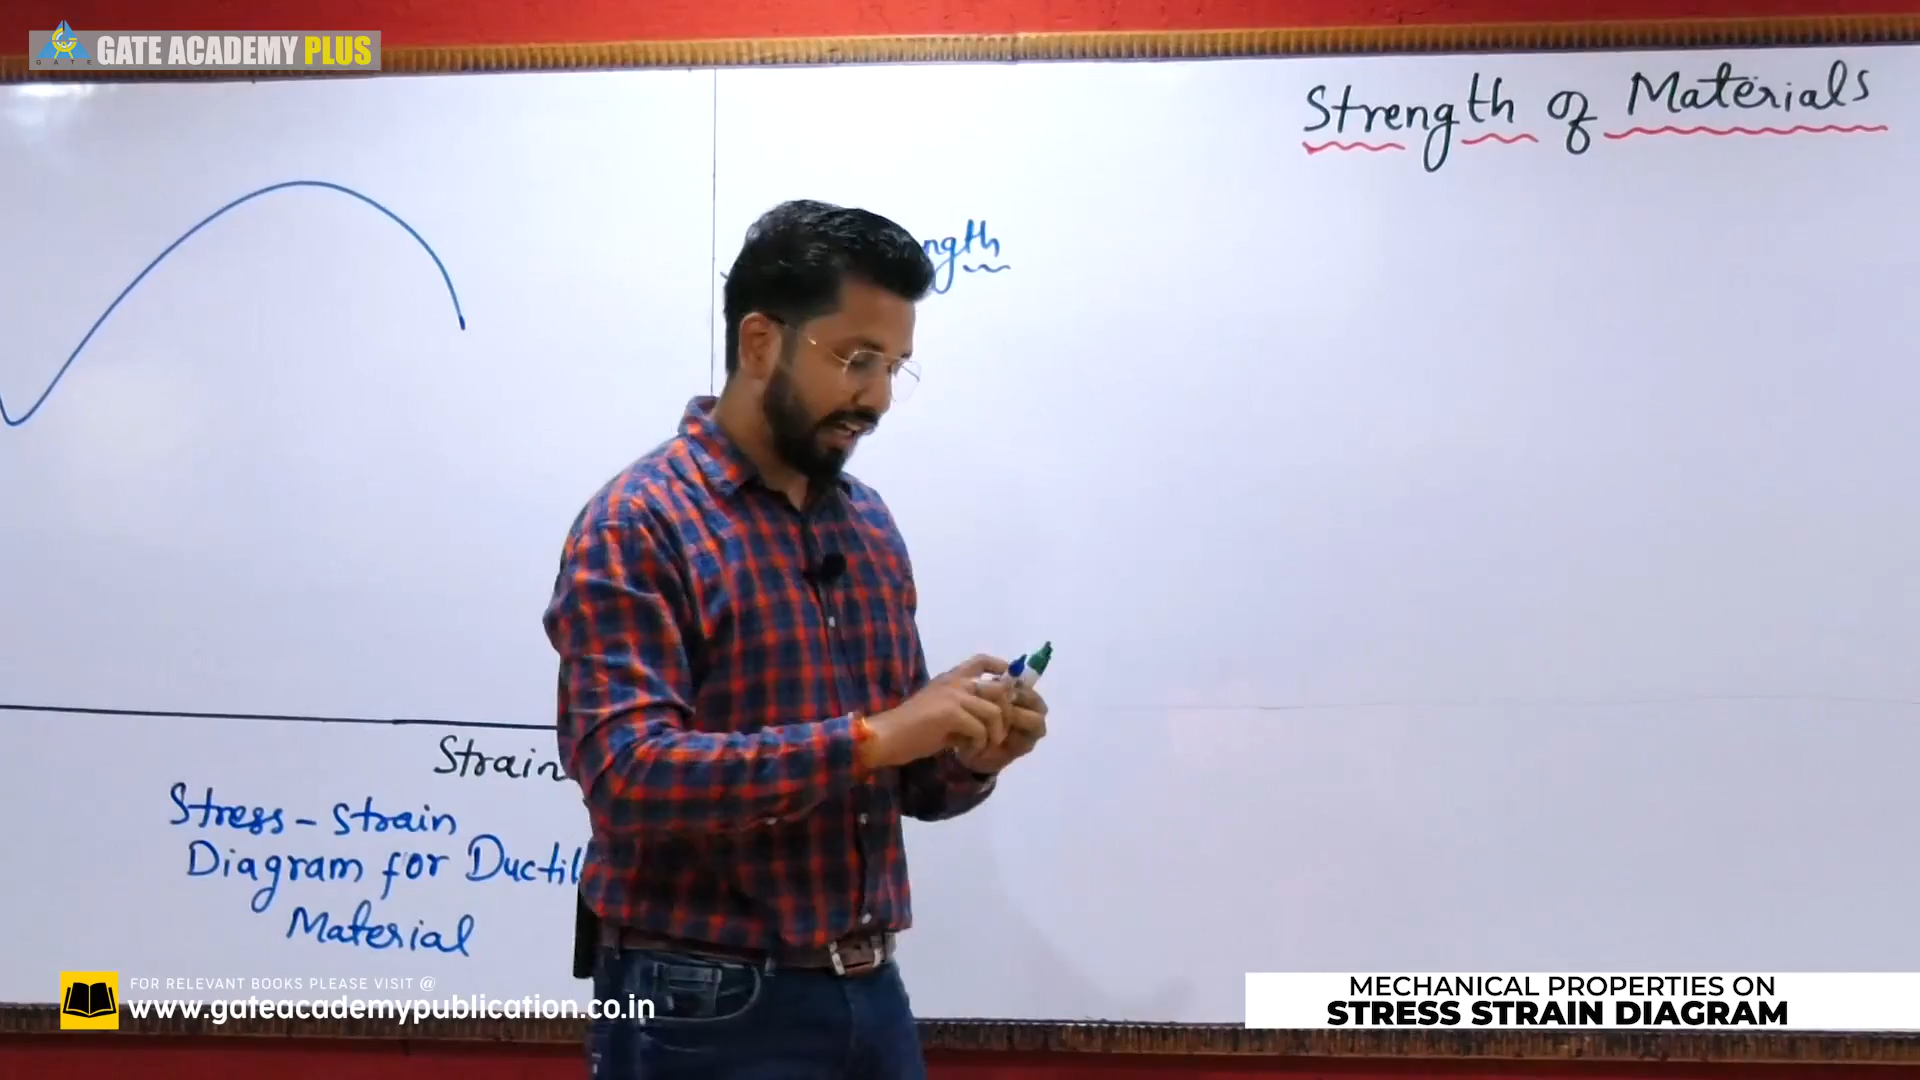 GATE ACADEMY PLUS
GATE
Strength of Materials
Strain
Stress - Strain
Diagram for
Material
FOR RELEVANT BOOKS PLEASE VISIT @
www.gateacademypublication.co.in
MECHANICAL PROPERTIES ON
STRESS STRAIN DIAGRAM